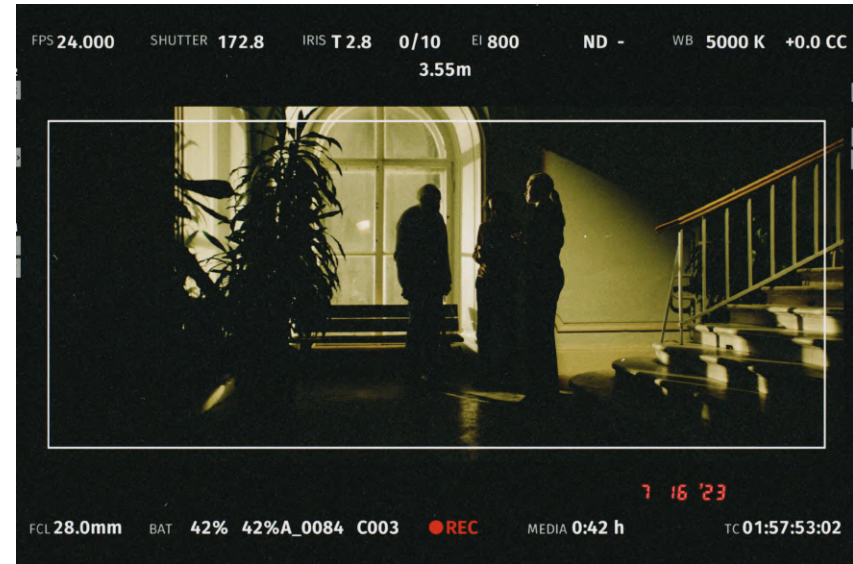 FPS 24.000 SHUTTER 172.8 IRIS T 2.8 0/10 EI 800 ND - WB 5000 K +0.0 CC
3.55m
7 16 '23
FCL 28.0mm BAT 42% 42%A_0084 C003 REC MEDIA 0:42 h TC 01:57:53:02